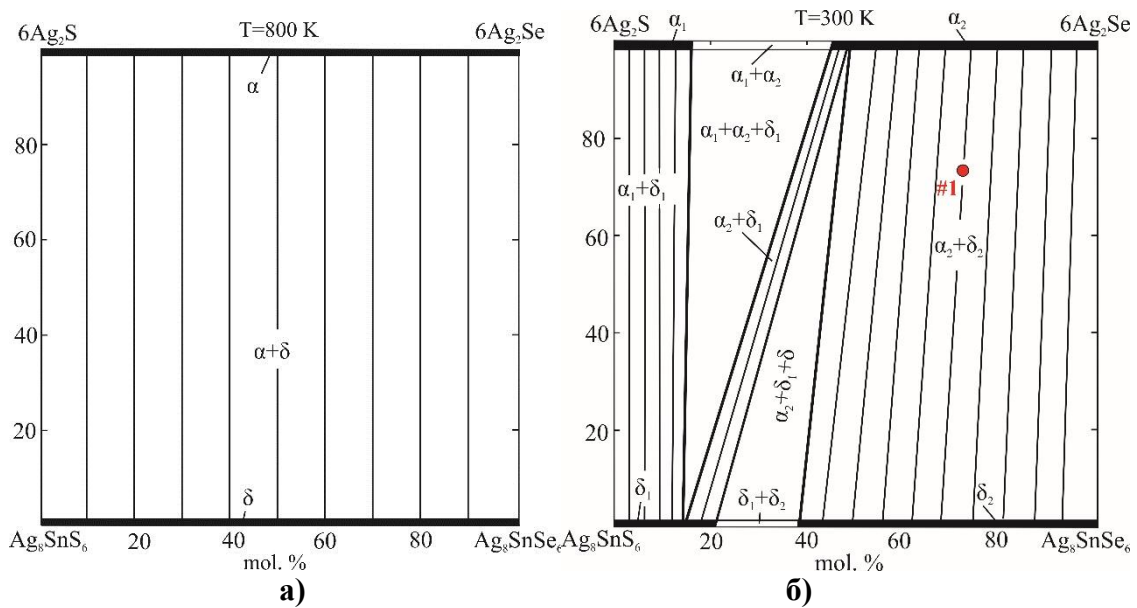 6Ag₂S T=800 K 6Ag₂Se
α
80
60
40
α+δ
20
δ
Ag₈SnS₆ 20 40 60 80 Ag₈SnSe₆
mol. %
а)
6Ag₂S α₁ T=300 K α₂ 6Ag₂Se
α₁+α₂
80
α₁+α₂+δ₁
#1
α₁+δ₁
60
α₂+δ₁
α₂+δ₂
40
α₂+δ₁+δ
20
δ₁
δ₁+δ₂
δ₂
Ag₈SnS₆ 20 40 60 80 Ag₈SnSe₆
mol. %
б)